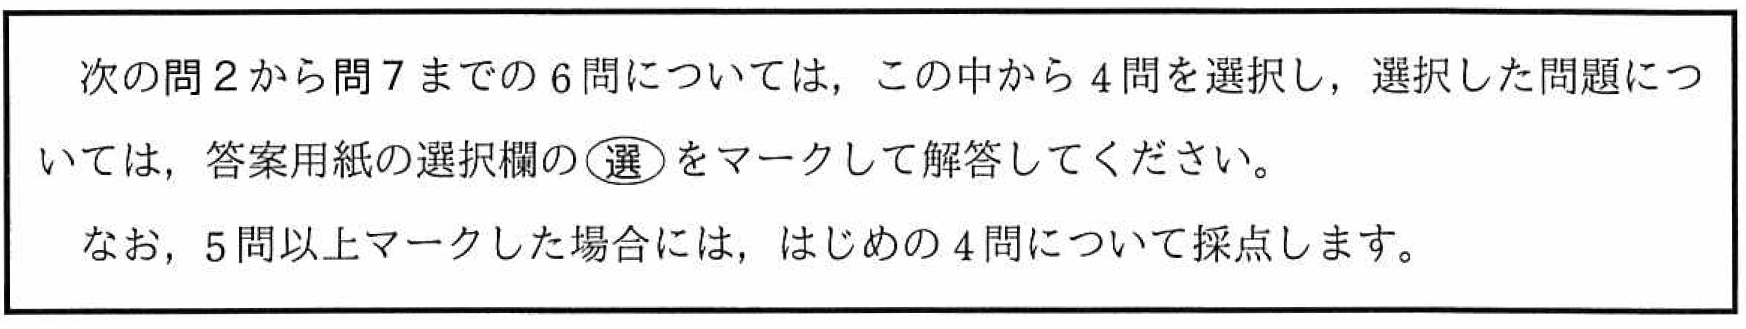 次の問２から問７までの 6 問については，この中から 4 問を選択し，選択した問題につ
いては，答案用紙の選択欄の選をマークして解答してください。
なお，5 問以上マークした場合には，はじめの 4 問について採点します。